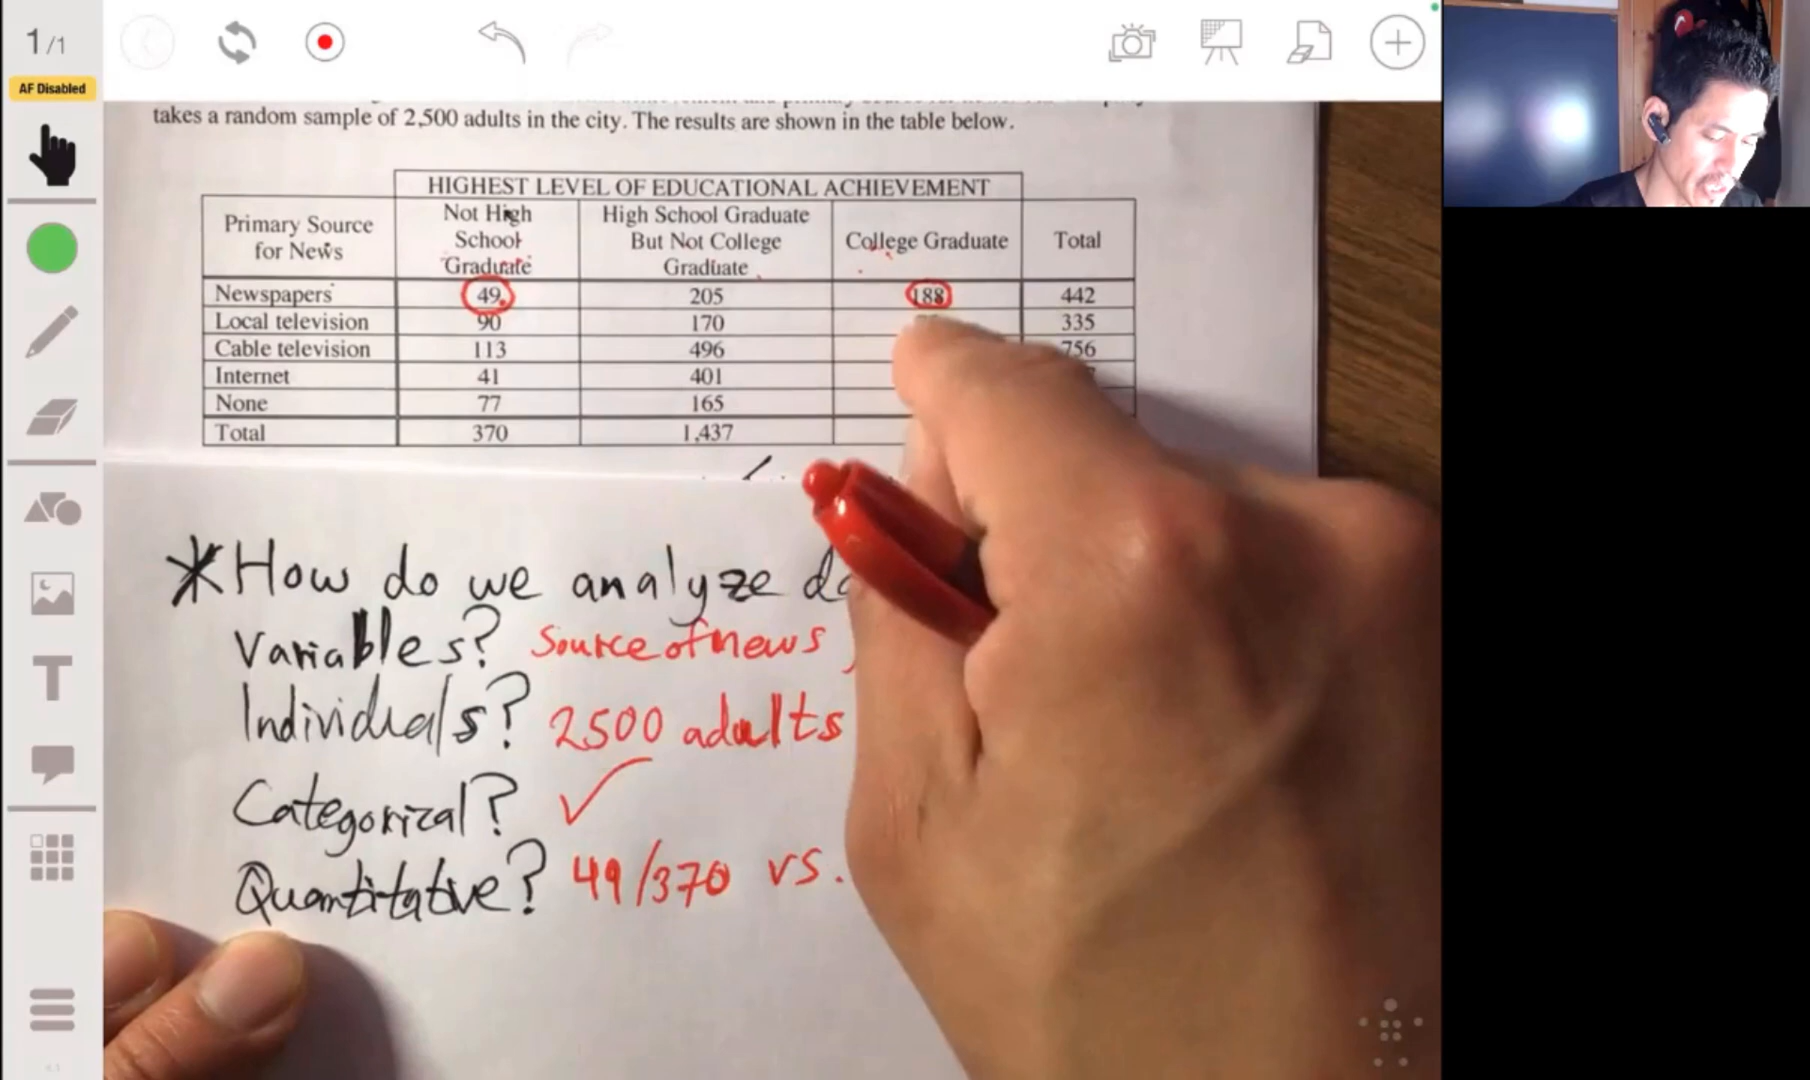 1/1
AF Disabled
takes a random sample of 2,500 adults in the city. The results are shown in the table below.
HIGHEST LEVEL OF EDUCATIONAL ACHIEVEMENT
Primary Source for News | Not High School Graduate | High School Graduate But Not College Graduate | College Graduate | Total
Newspapers 49 205 188 442
Local television 90 170 335
Cable television 113 496 756
Internet 41 401
None 77 165
Total 370 1,437
*How do we analyze
Variables? Source of news
Individuals? 2500 adults
Categorical? ✓
Quantitative? 49/370 vs.
T